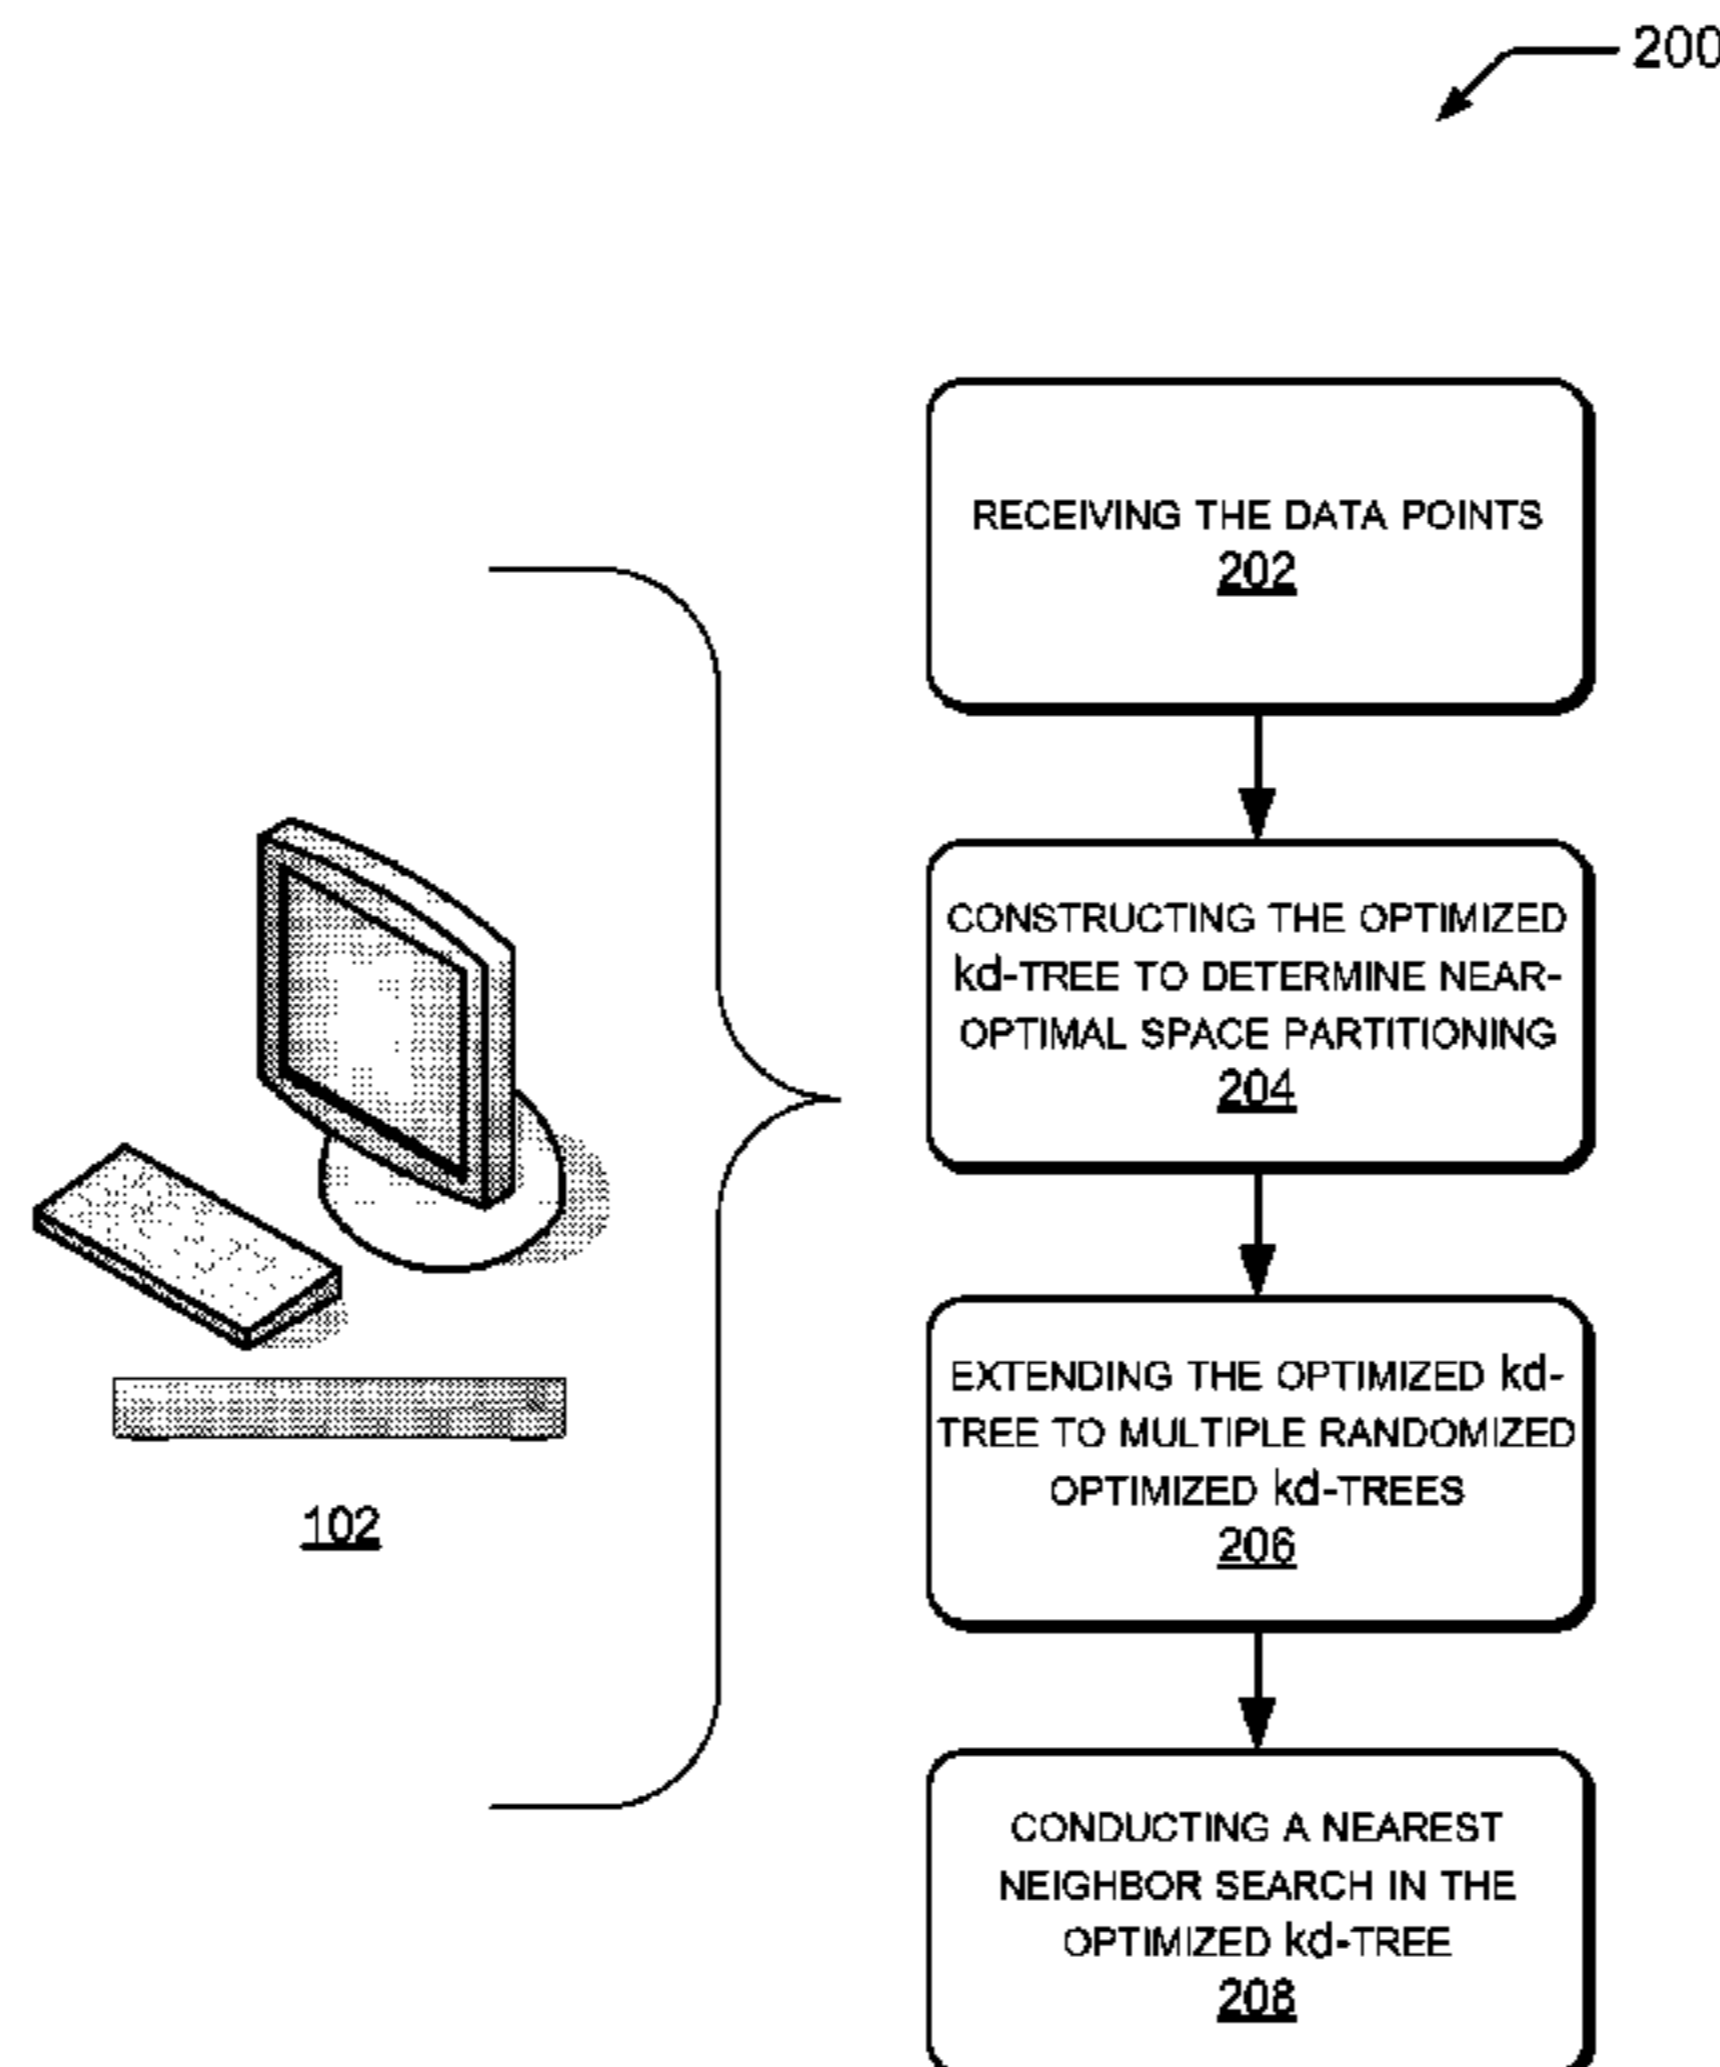 200
RECEIVING THE DATA POINTS
202
CONSTRUCTING THE OPTIMIZED
kd-TREE TO DETERMINE NEAR-
OPTIMAL SPACE PARTITIONING
204
EXTENDING THE OPTIMIZED kd-
TREE TO MULTIPLE RANDOMIZED
OPTIMIZED kd-TREES
206
102
CONDUCTING A NEAREST
NEIGHBOR SEARCH IN THE
OPTIMIZED kd-TREE
208